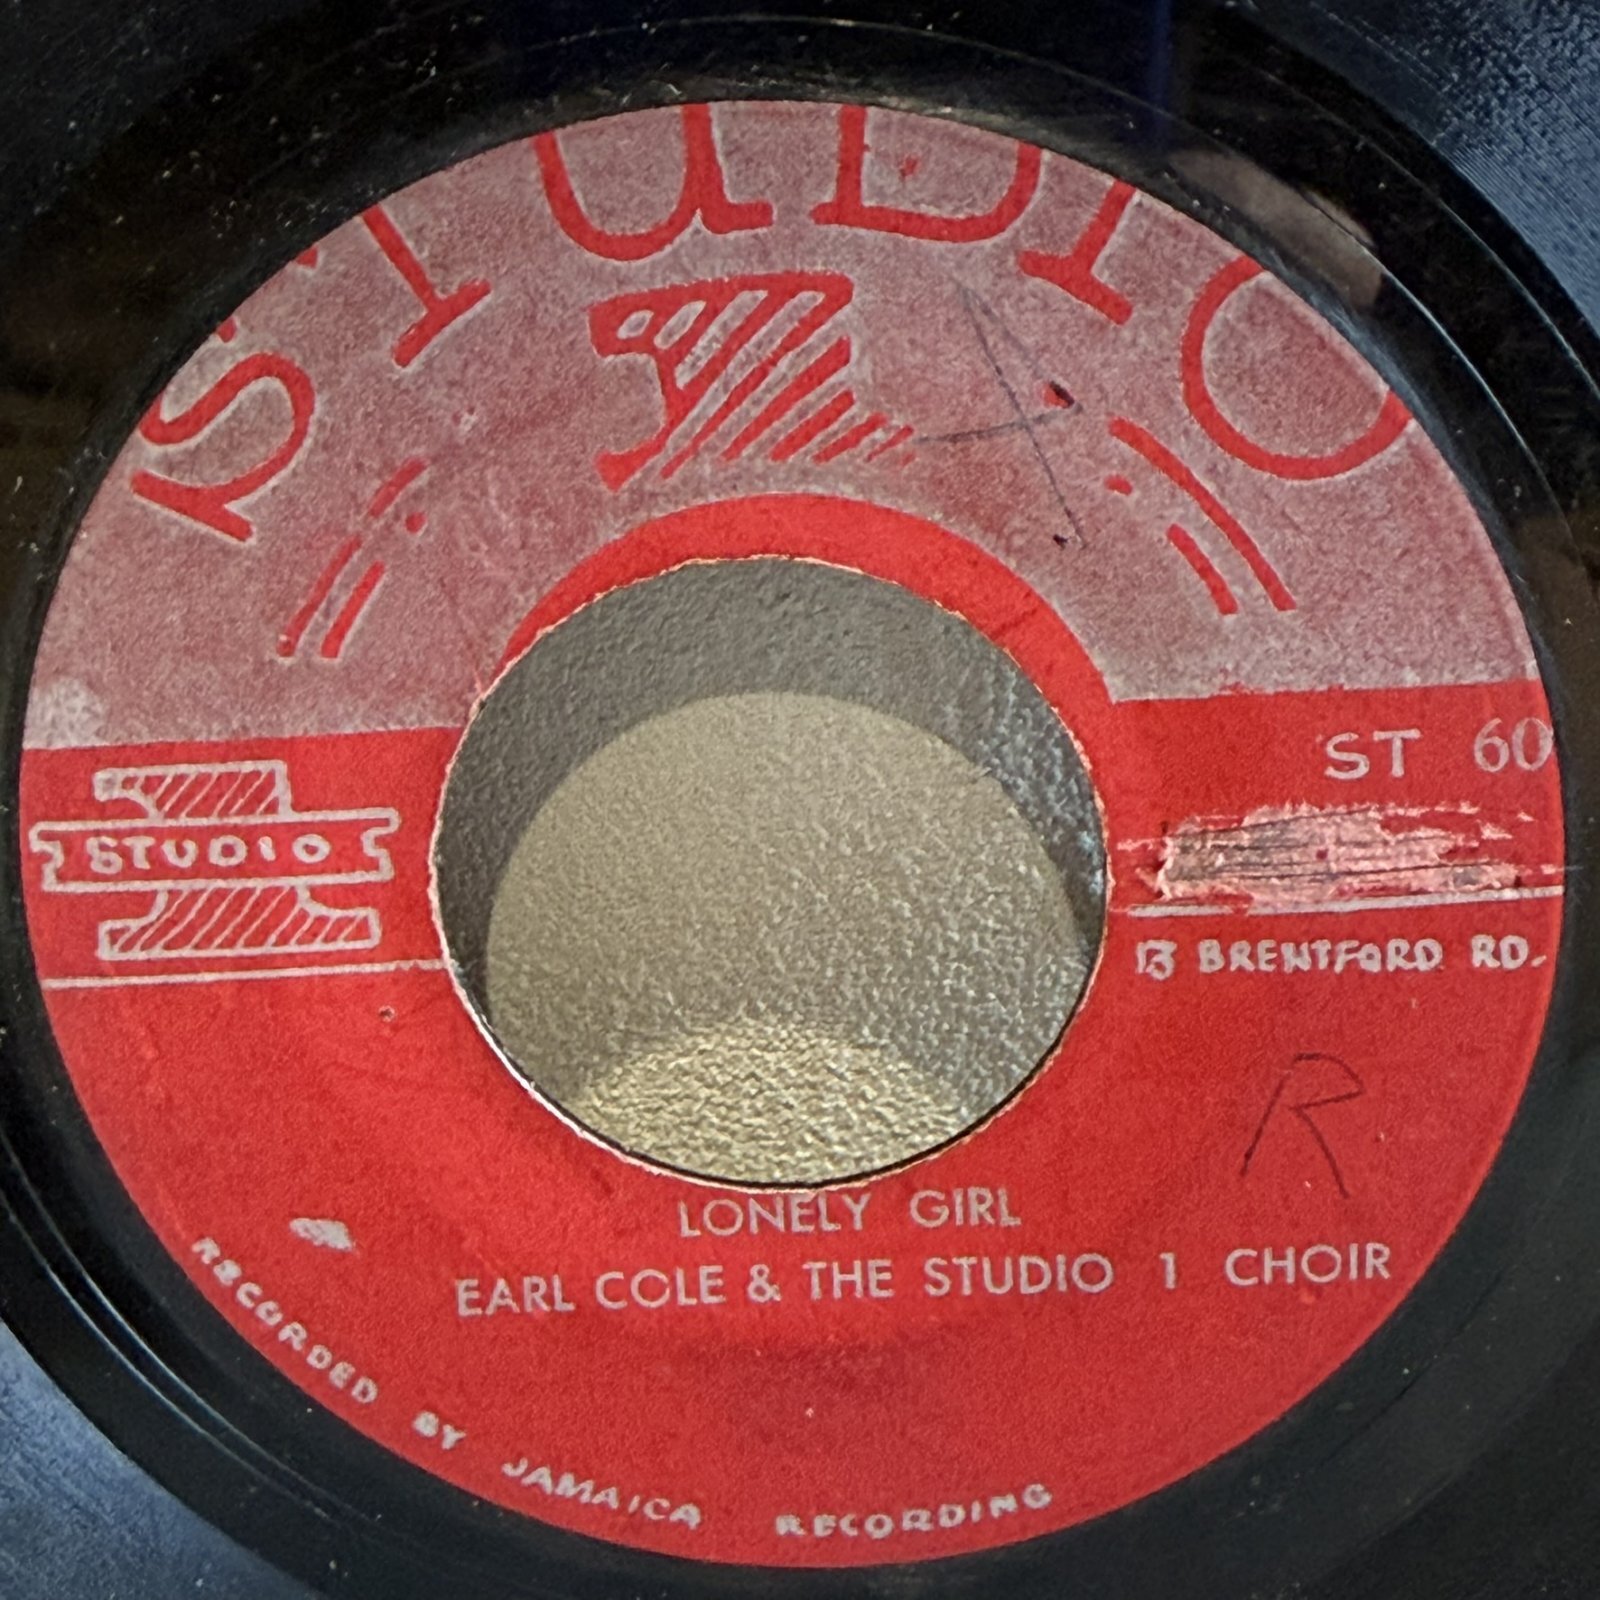 STUDIO
A
ST 60
STUDIO
13 BRENTFORD RD.
R
LONELY GIRL
EARL COLE & THE STUDIO 1 CHOIR
RECORDED BY JAMAICA RECORDING